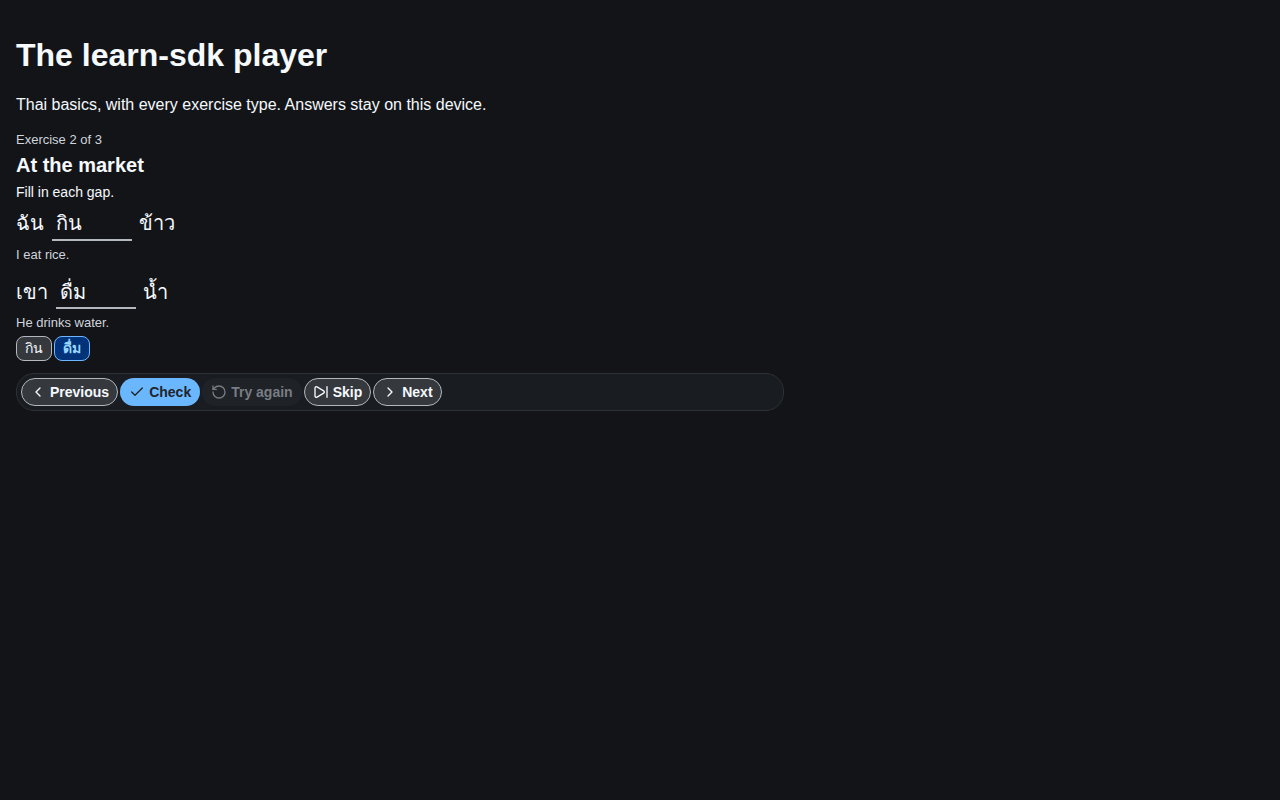 The learn-sdk player
Thai basics, with every exercise type. Answers stay on this device.
Exercise 2 of 3
At the market
Fill in each gap.
ฉัน กิน ข้าว
I eat rice.
เขา ดื่ม น้ำ
He drinks water.
กิน ดื่ม
Previous Check Try again Skip Next